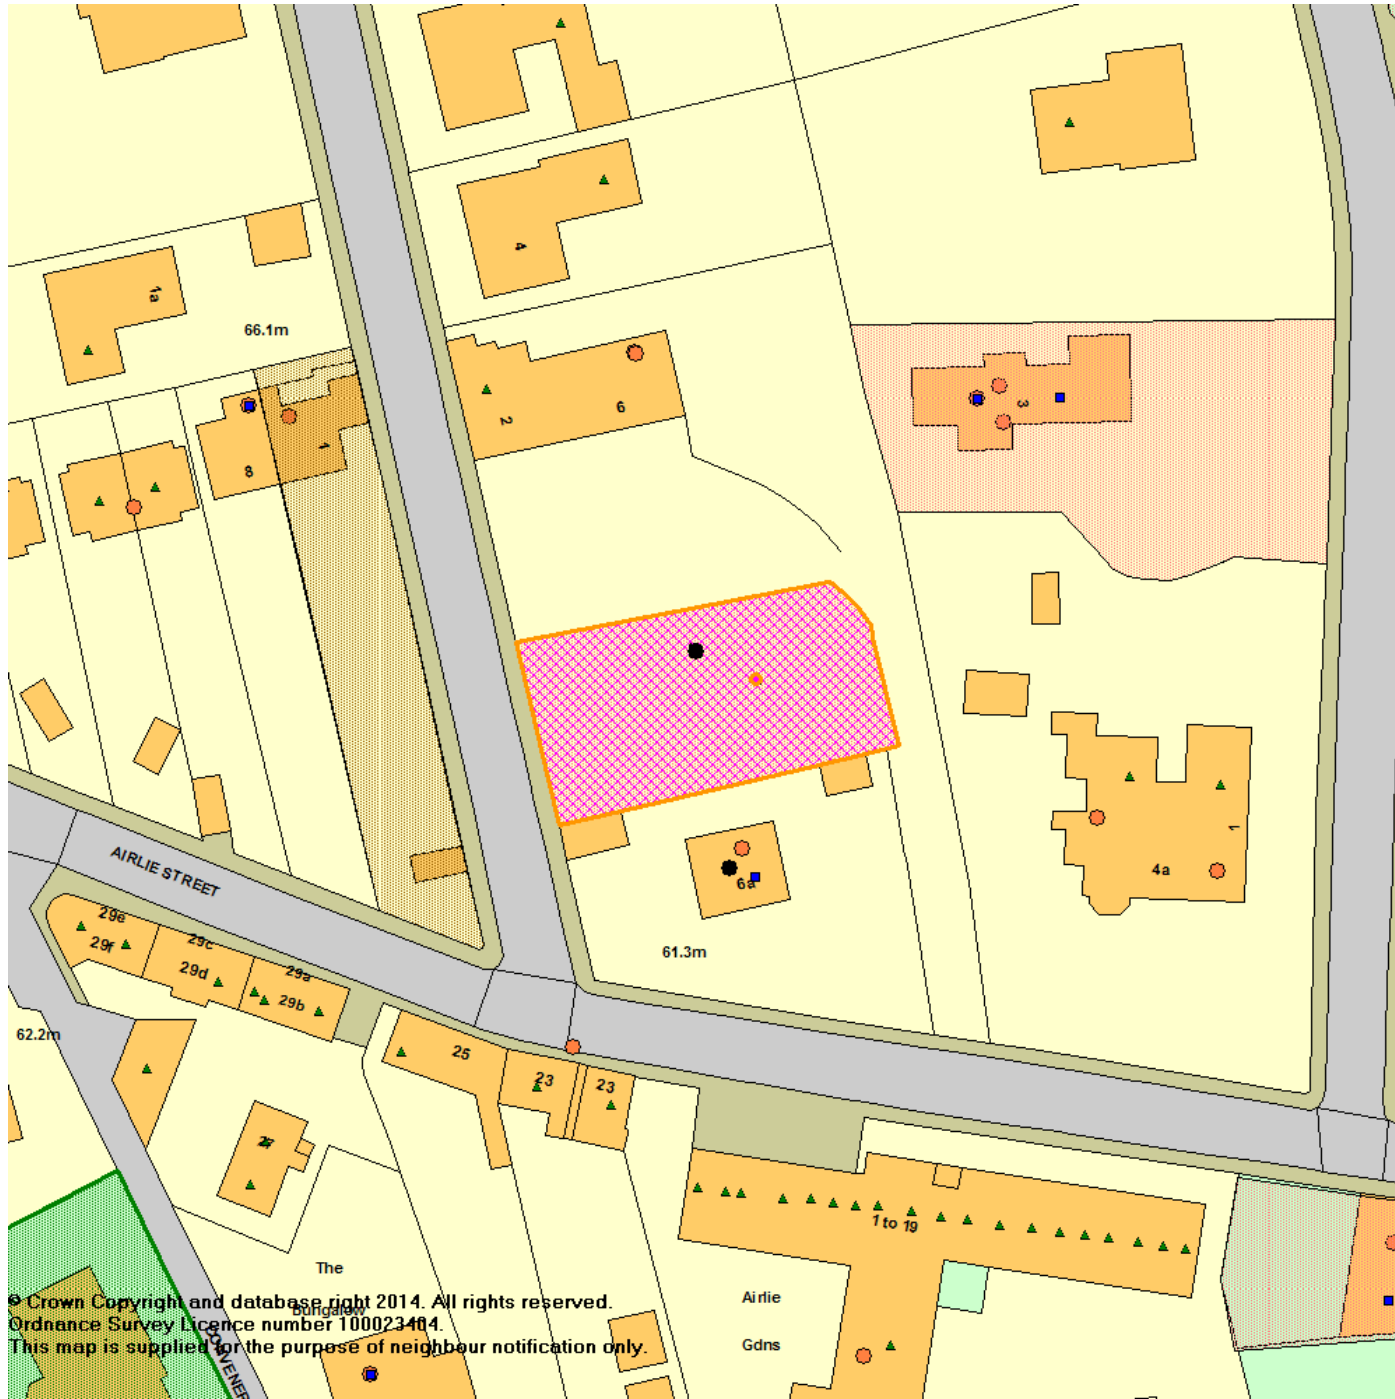 4
1a
66.1m
2
6
3
8
1
AIRLIE STREET
29e
29f
29c
29d
29a
29b
6a
4a
1
61.3m
62.2m
25
23
23
27
1 to 19
The
Bungalow
Airlie
Gdns
© Crown Copyright and database right 2014. All rights reserved.
Ordnance Survey Licence number 100023404.
This map is supplied for the purpose of neighbour notification only.